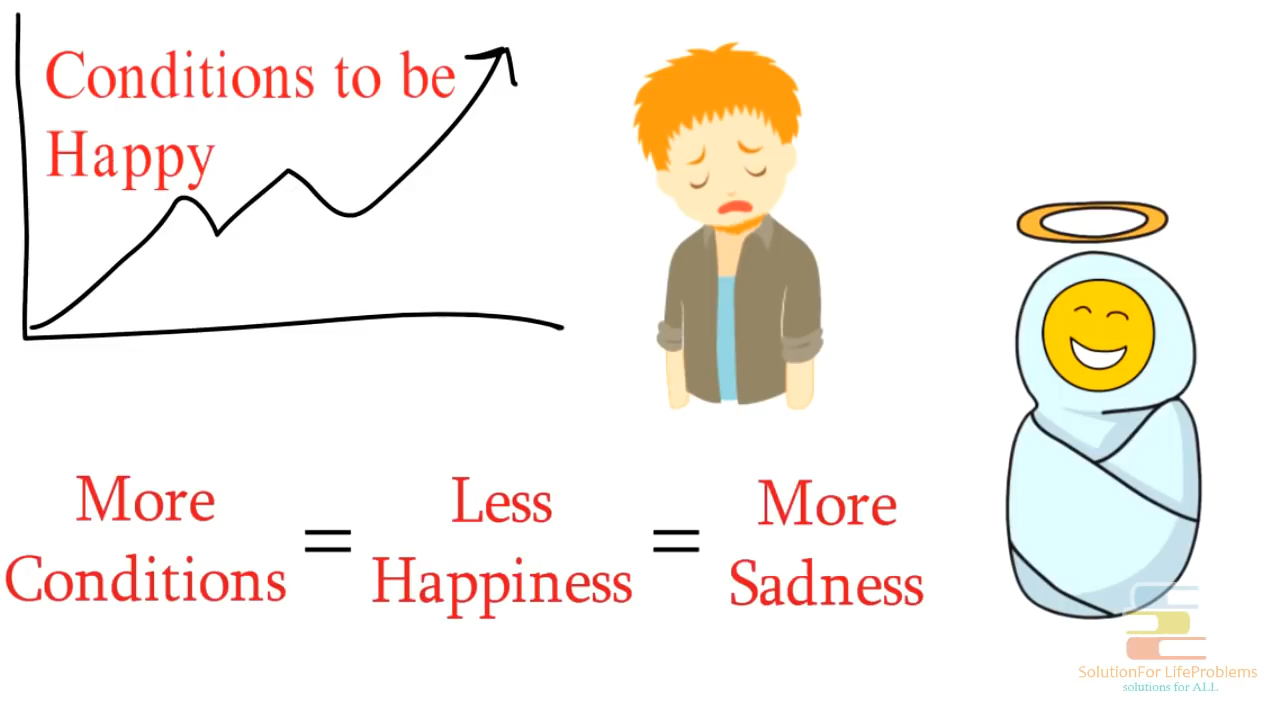 Conditions to be
Happy
More
Conditions
=
Less
Happiness
=
More
Sadness
SolutionFor LifeProblems
solutions for ALL